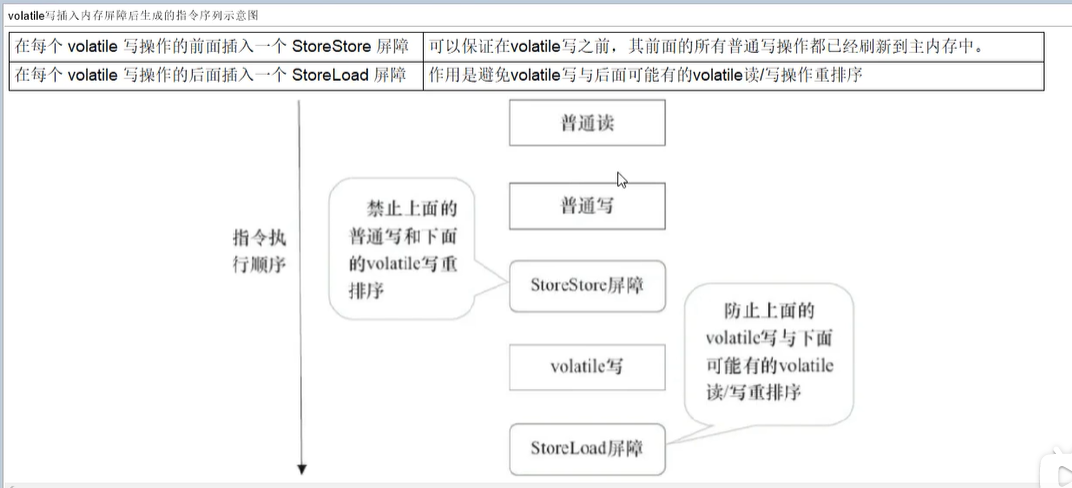 volatile写插入内存屏障后生成的指令序列示意图
在每个 volatile 写操作的前面插入一个 StoreStore 屏障
可以保证在volatile写之前，其前面的所有普通写操作都已经刷新到主内存中。
在每个 volatile 写操作的后面插入一个 StoreLoad 屏障
作用是避免volatile写与后面可能有的volatile读/写操作重排序
普通读
普通写
禁止上面的
普通写和下面
的volatile写重
排序
指令执
行顺序
StoreStore屏障
防止上面的
volatile写与下面
可能有的volatile
读/写重排序
volatile写
StoreLoad屏障